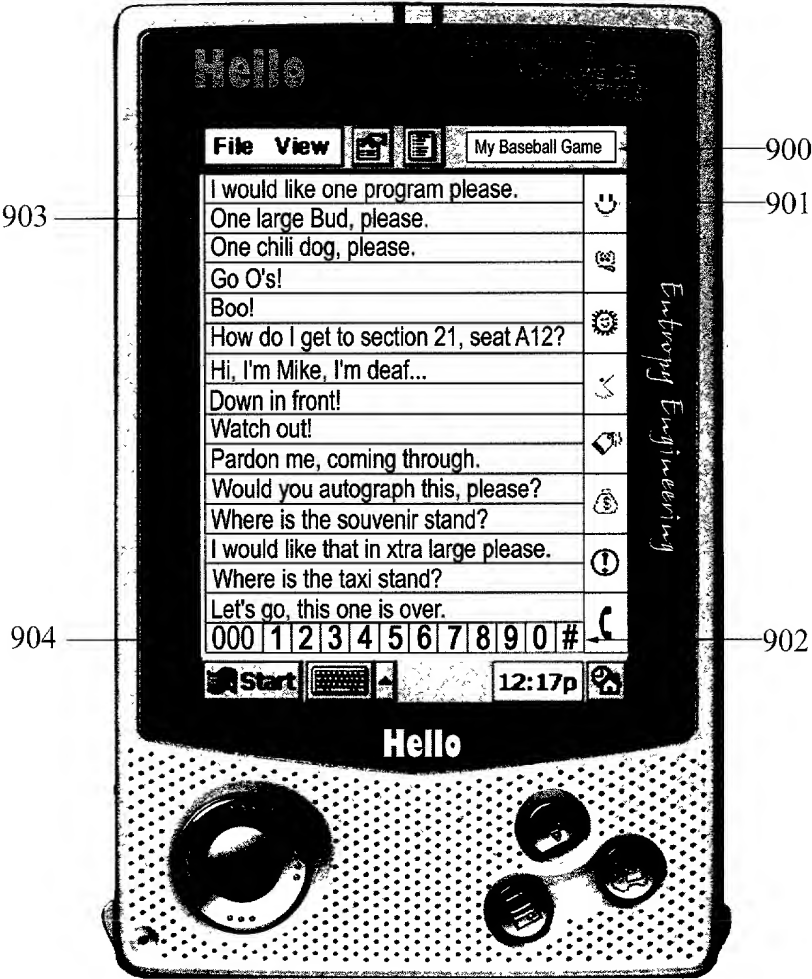 Hello
File View My Baseball Game
900
I would like one program please.
901
903
One large Bud, please.
One chili dog, please.
Go O's!
Boo!
How do I get to section 21, seat A12?
Hi, I'm Mike, I'm deaf...
Down in front!
Watch out!
Pardon me, coming through.
Would you autograph this, please?
Where is the souvenir stand?
I would like that in xtra large please.
Where is the taxi stand?
Let's go, this one is over.
904
000 1 2 3 4 5 6 7 8 9 0 #
902
Start 12:17p
Entropy Engineering
Hello